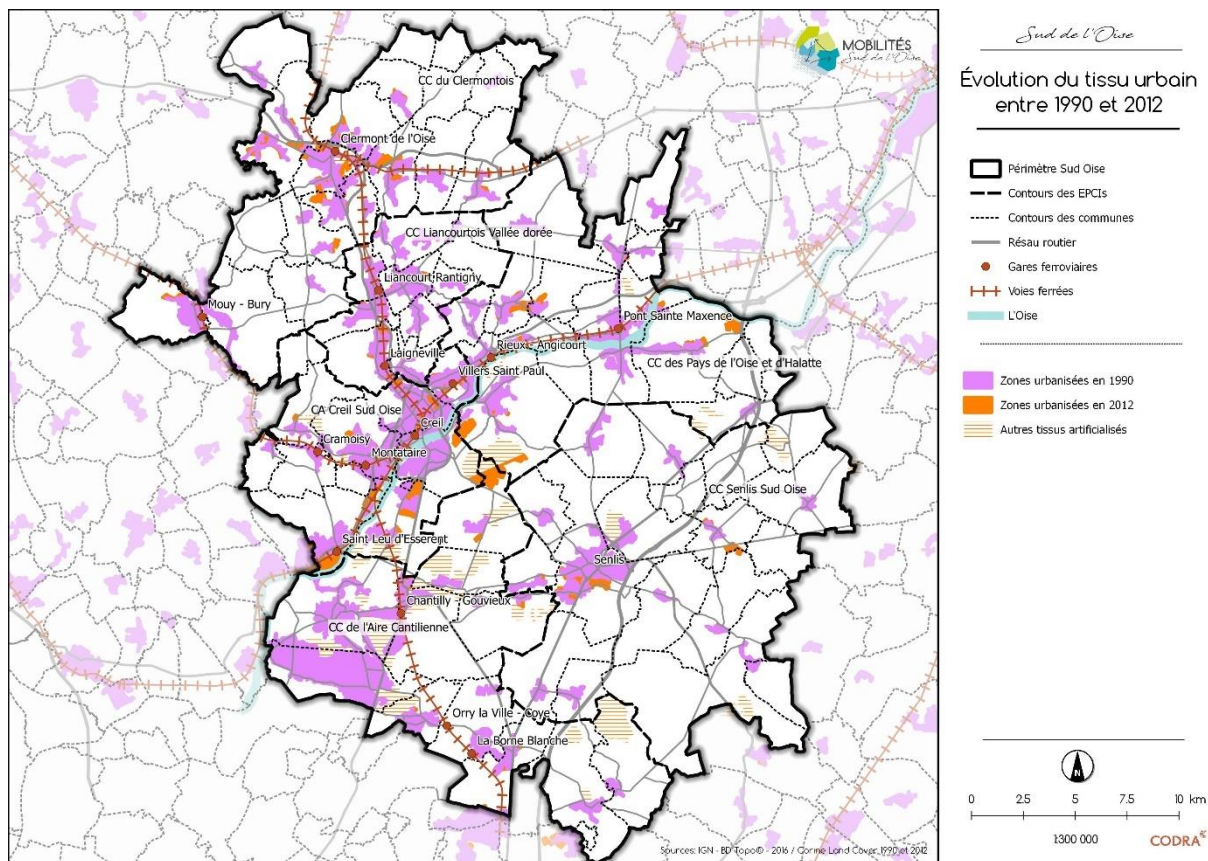 MOBILITÉS
Sud de l'Oise
CC du Clermontois
Clermont de l'Oise
CC Liancourtois Vallée dorée
Liancourt Rantigny
Mouy - Bury
Pont Sainte Maxence
Laigneville
Rieux - Angicourt
Villers Saint Paul
CC des Pays de l'Oise et d'Halatte
CA Creil Sud Oise
Creil
Cramoisy
Montataire
CC Senlis Sud Oise
Saint Leu d'Esserent
Senlis
Chantilly - Gouvieux
CC de l'Aire Cantilienne
Orry la Ville - Coye
La Borne Blanche
Sources: IGN - BD Topo© - 2016 / Corine Land Cover 1990 et 2012
Sud de l'Oise
Évolution du tissu urbain
entre 1990 et 2012
Périmètre Sud Oise
Contours des EPCIs
Contours des communes
Résau routier
Gares ferroviaires
Voies ferrées
L'Oise
Zones urbanisées en 1990
Zones urbanisées en 2012
Autres tissus artificialisés
N
0 2.5 5 7.5 10 km
1300 000
CODRA